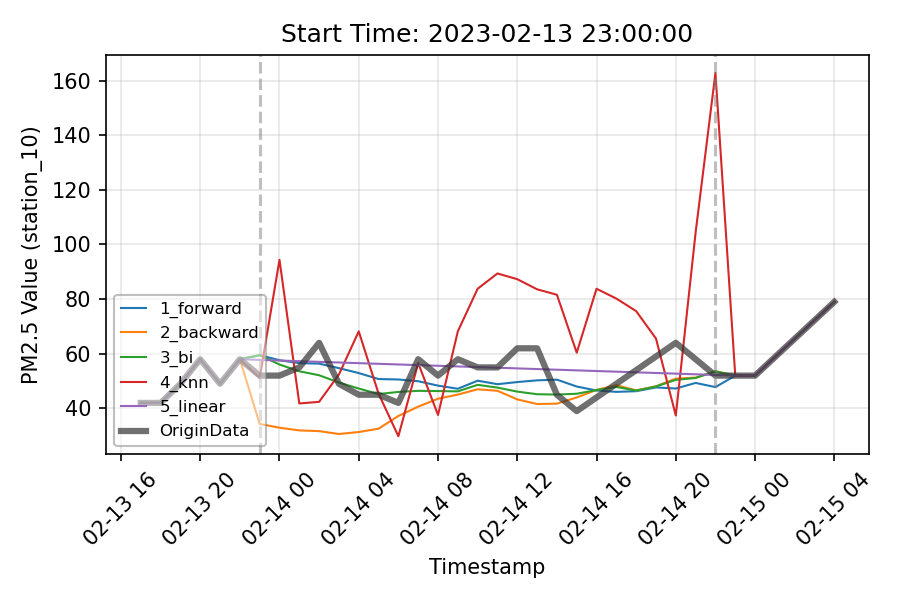 Start Time: 2023-02-13 23:00:00
PM2.5 Value (station_10)
160
140
120
100
80
60
40
1_forward
2_backward
3_bi
4_knn
5_linear
OriginData
02-13 16
02-13 20
02-14 00
02-14 04
02-14 08
02-14 12
02-14 16
02-14 20
02-15 00
02-15 04
Timestamp